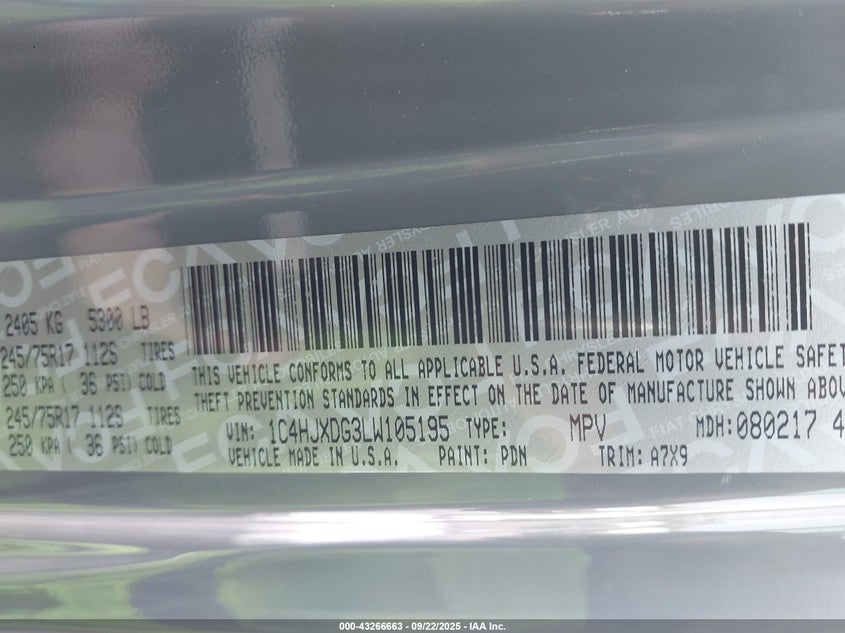 2405 KG 5300 LB
245/75R17 112S TIRES
250 KPA ( 36 PSI) COLD
245/75R17 112S TIRES
250 KPA ( 36 PSI) COLD
THIS VEHICLE CONFORMS TO ALL APPLICABLE U.S.A. FEDERAL MOTOR VEHICLE SAFET
THEFT PREVENTION STANDARDS IN EFFECT ON THE DATE OF MANUFACTURE SHOWN ABOV
VIN: 1C4HJXDG3LW105195 TYPE: MPV MDH: 080217 4
VEHICLE MADE IN U.S.A. PAINT: PDN TRIM: A7X9
000-43266663 - 09/22/2025 - IAA Inc.